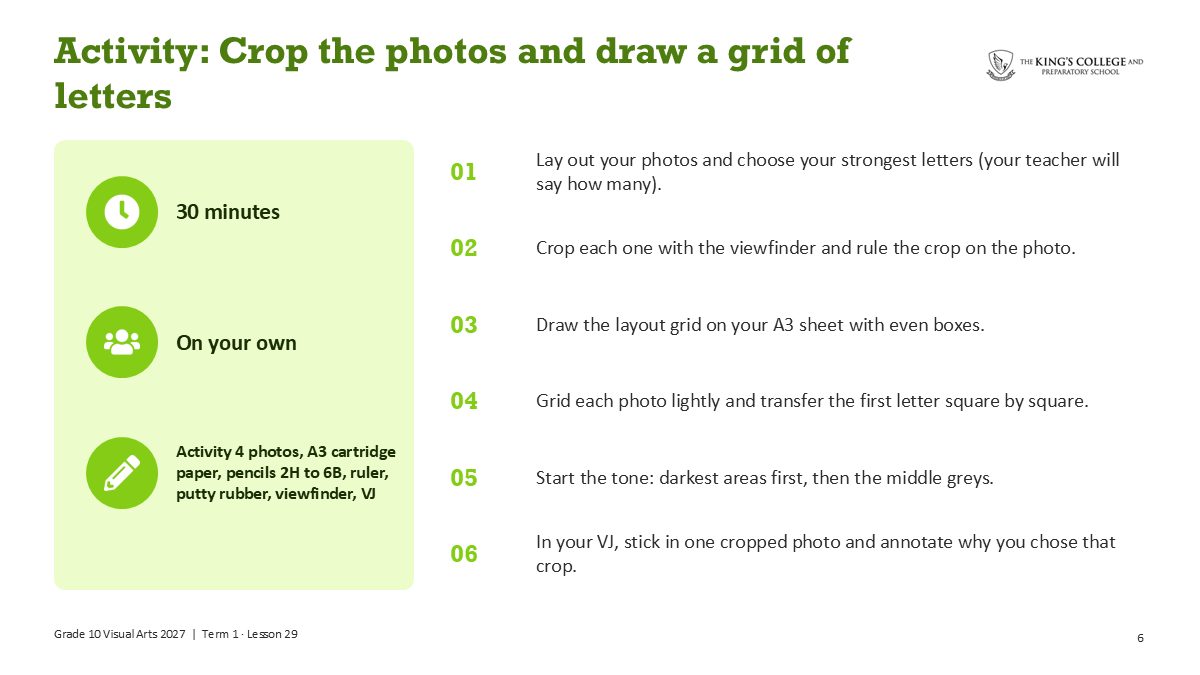 Activity: Crop the photos and draw a grid of
letters
THE KING'S COLLEGE AND
PREPARATORY SCHOOL
30 minutes
On your own
Activity 4 photos, A3 cartridge
paper, pencils 2H to 6B, ruler,
putty rubber, viewfinder, VJ
01
Lay out your photos and choose your strongest letters (your teacher will
say how many).
02
Crop each one with the viewfinder and rule the crop on the photo.
03
Draw the layout grid on your A3 sheet with even boxes.
04
Grid each photo lightly and transfer the first letter square by square.
05
Start the tone: darkest areas first, then the middle greys.
06
In your VJ, stick in one cropped photo and annotate why you chose that
crop.
Grade 10 Visual Arts 2027 | Term 1 · Lesson 29
6